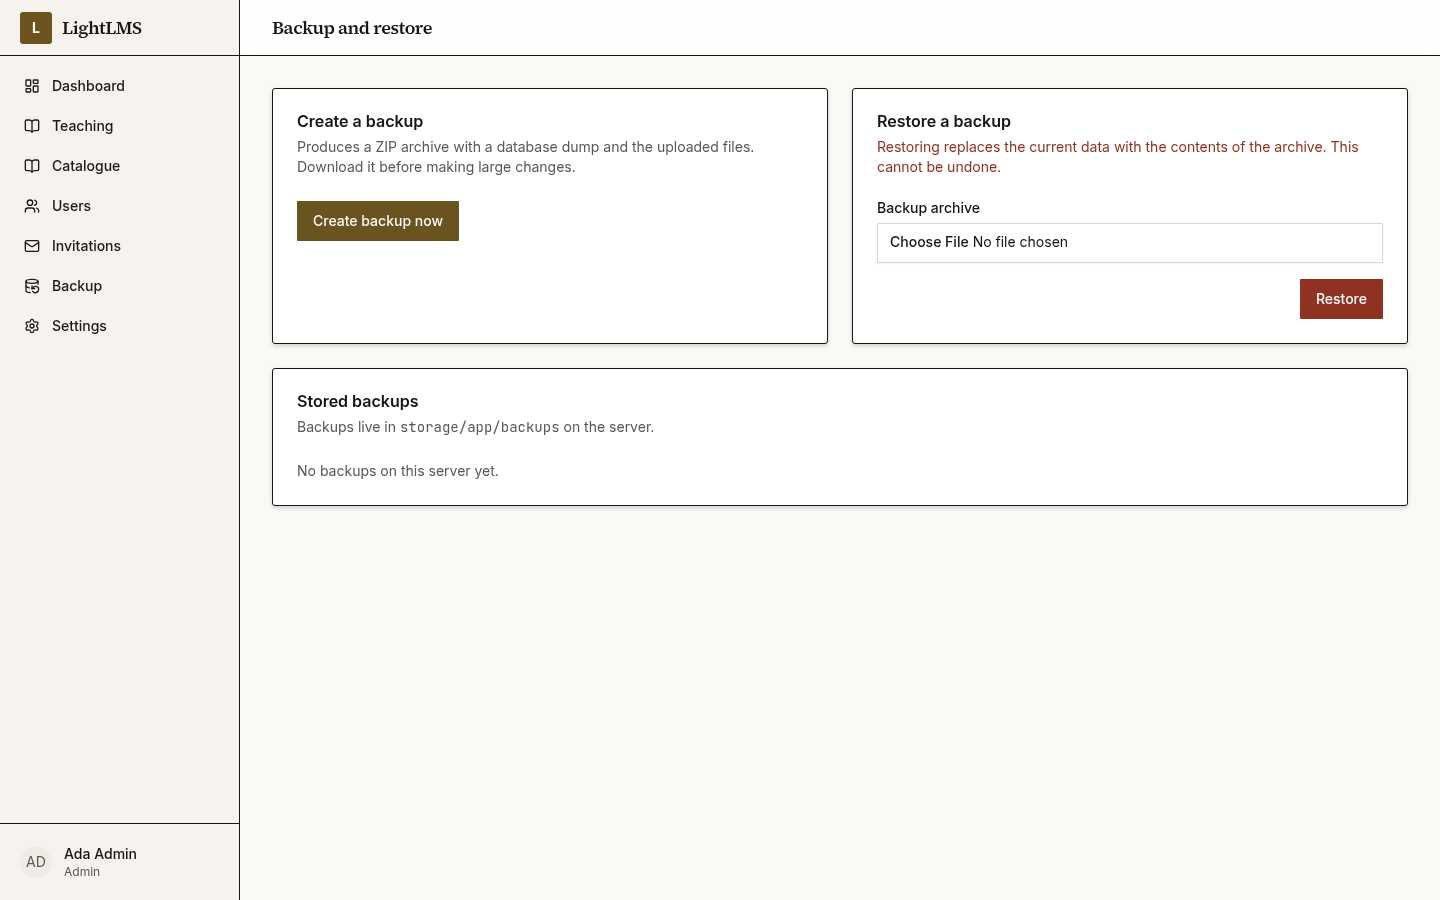 L LightLMS
Dashboard
Teaching
Catalogue
Users
Invitations
Backup
Settings
AD
Ada Admin
Admin
Backup and restore
Create a backup
Produces a ZIP archive with a database dump and the uploaded files.
Download it before making large changes.
Create backup now
Restore a backup
Restoring replaces the current data with the contents of the archive. This
cannot be undone.
Backup archive
Choose File No file chosen
Restore
Stored backups
Backups live in storage/app/backups on the server.
No backups on this server yet.